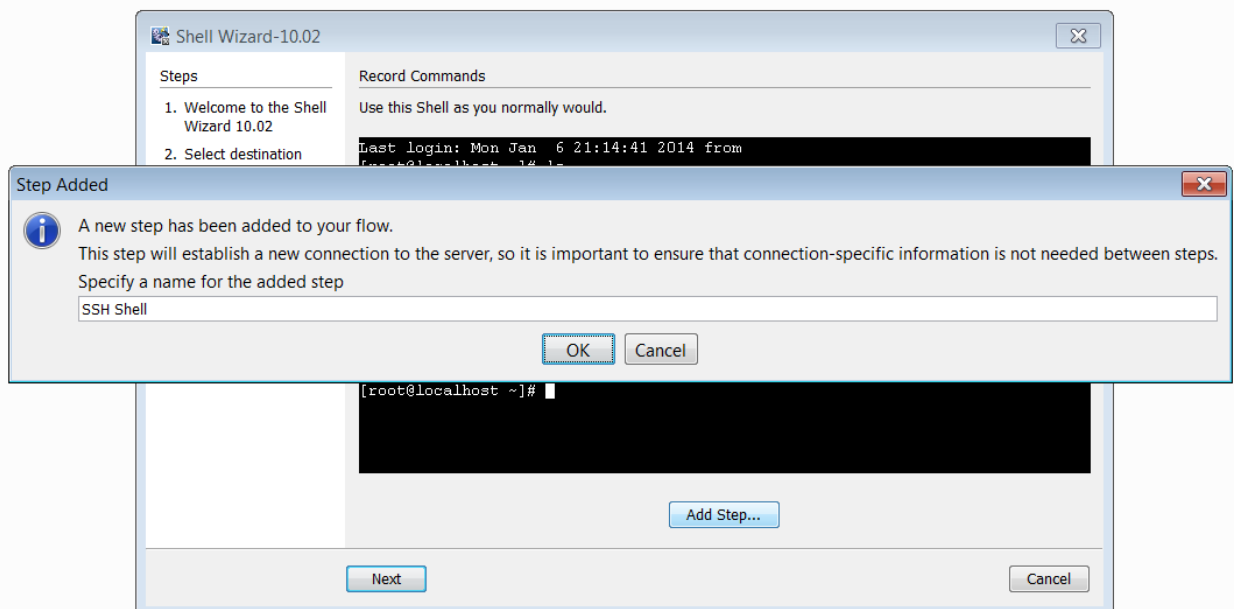 Shell Wizard-10.02
Steps
1. Welcome to the Shell
Wizard 10.02
2. Select destination
Record Commands
Use this Shell as you normally would.
Last login: Mon Jan  6 21:14:41 2014 from
Step Added
A new step has been added to your flow.
This step will establish a new connection to the server, so it is important to ensure that connection-specific information is not needed between steps.
Specify a name for the added step
SSH Shell
OK
Cancel
[root@localhost ~]#
Add Step...
Next
Cancel